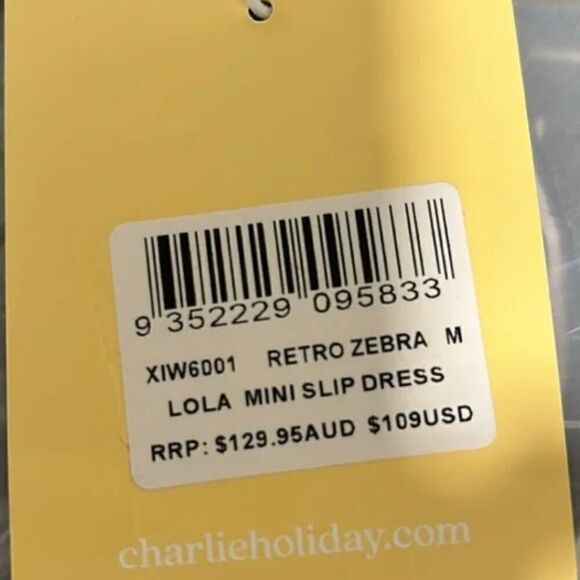 9 352229 095833
XIW6001 RETRO ZEBRA M
LOLA MINI SLIP DRESS
RRP: $129.95AUD $109USD
charlieholiday.com